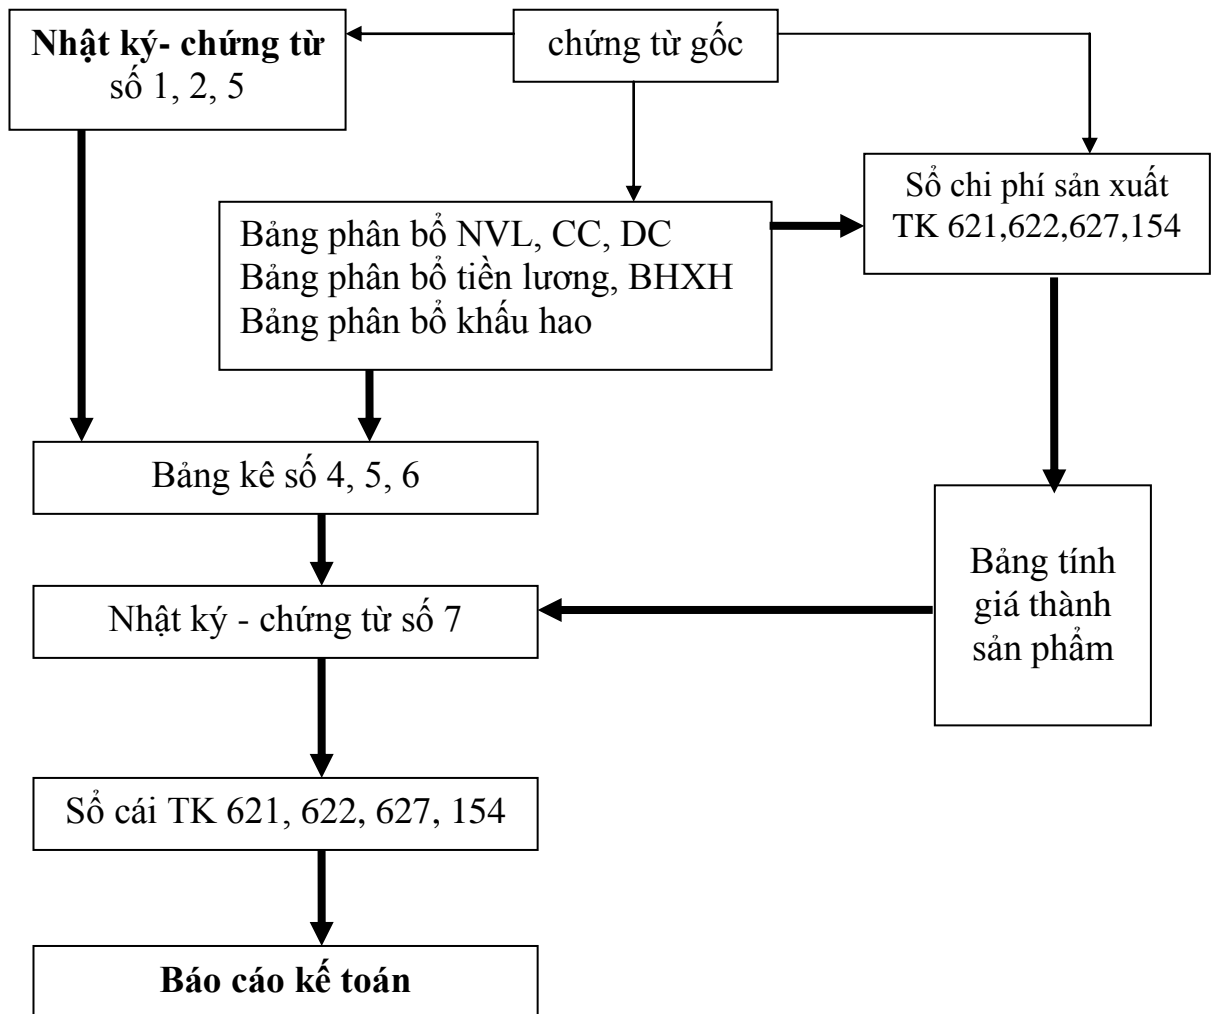 Nhật ký- chứng từ
số 1, 2, 5
chứng từ gốc
Sổ chi phí sản xuất
TK 621,622,627,154
Bảng phân bổ NVL, CC, DC
Bảng phân bổ tiền lương, BHXH
Bảng phân bổ khấu hao
Bảng kê số 4, 5, 6
Bảng tính
giá thành
sản phẩm
Nhật ký - chứng từ số 7
Sổ cái TK 621, 622, 627, 154
Báo cáo kế toán